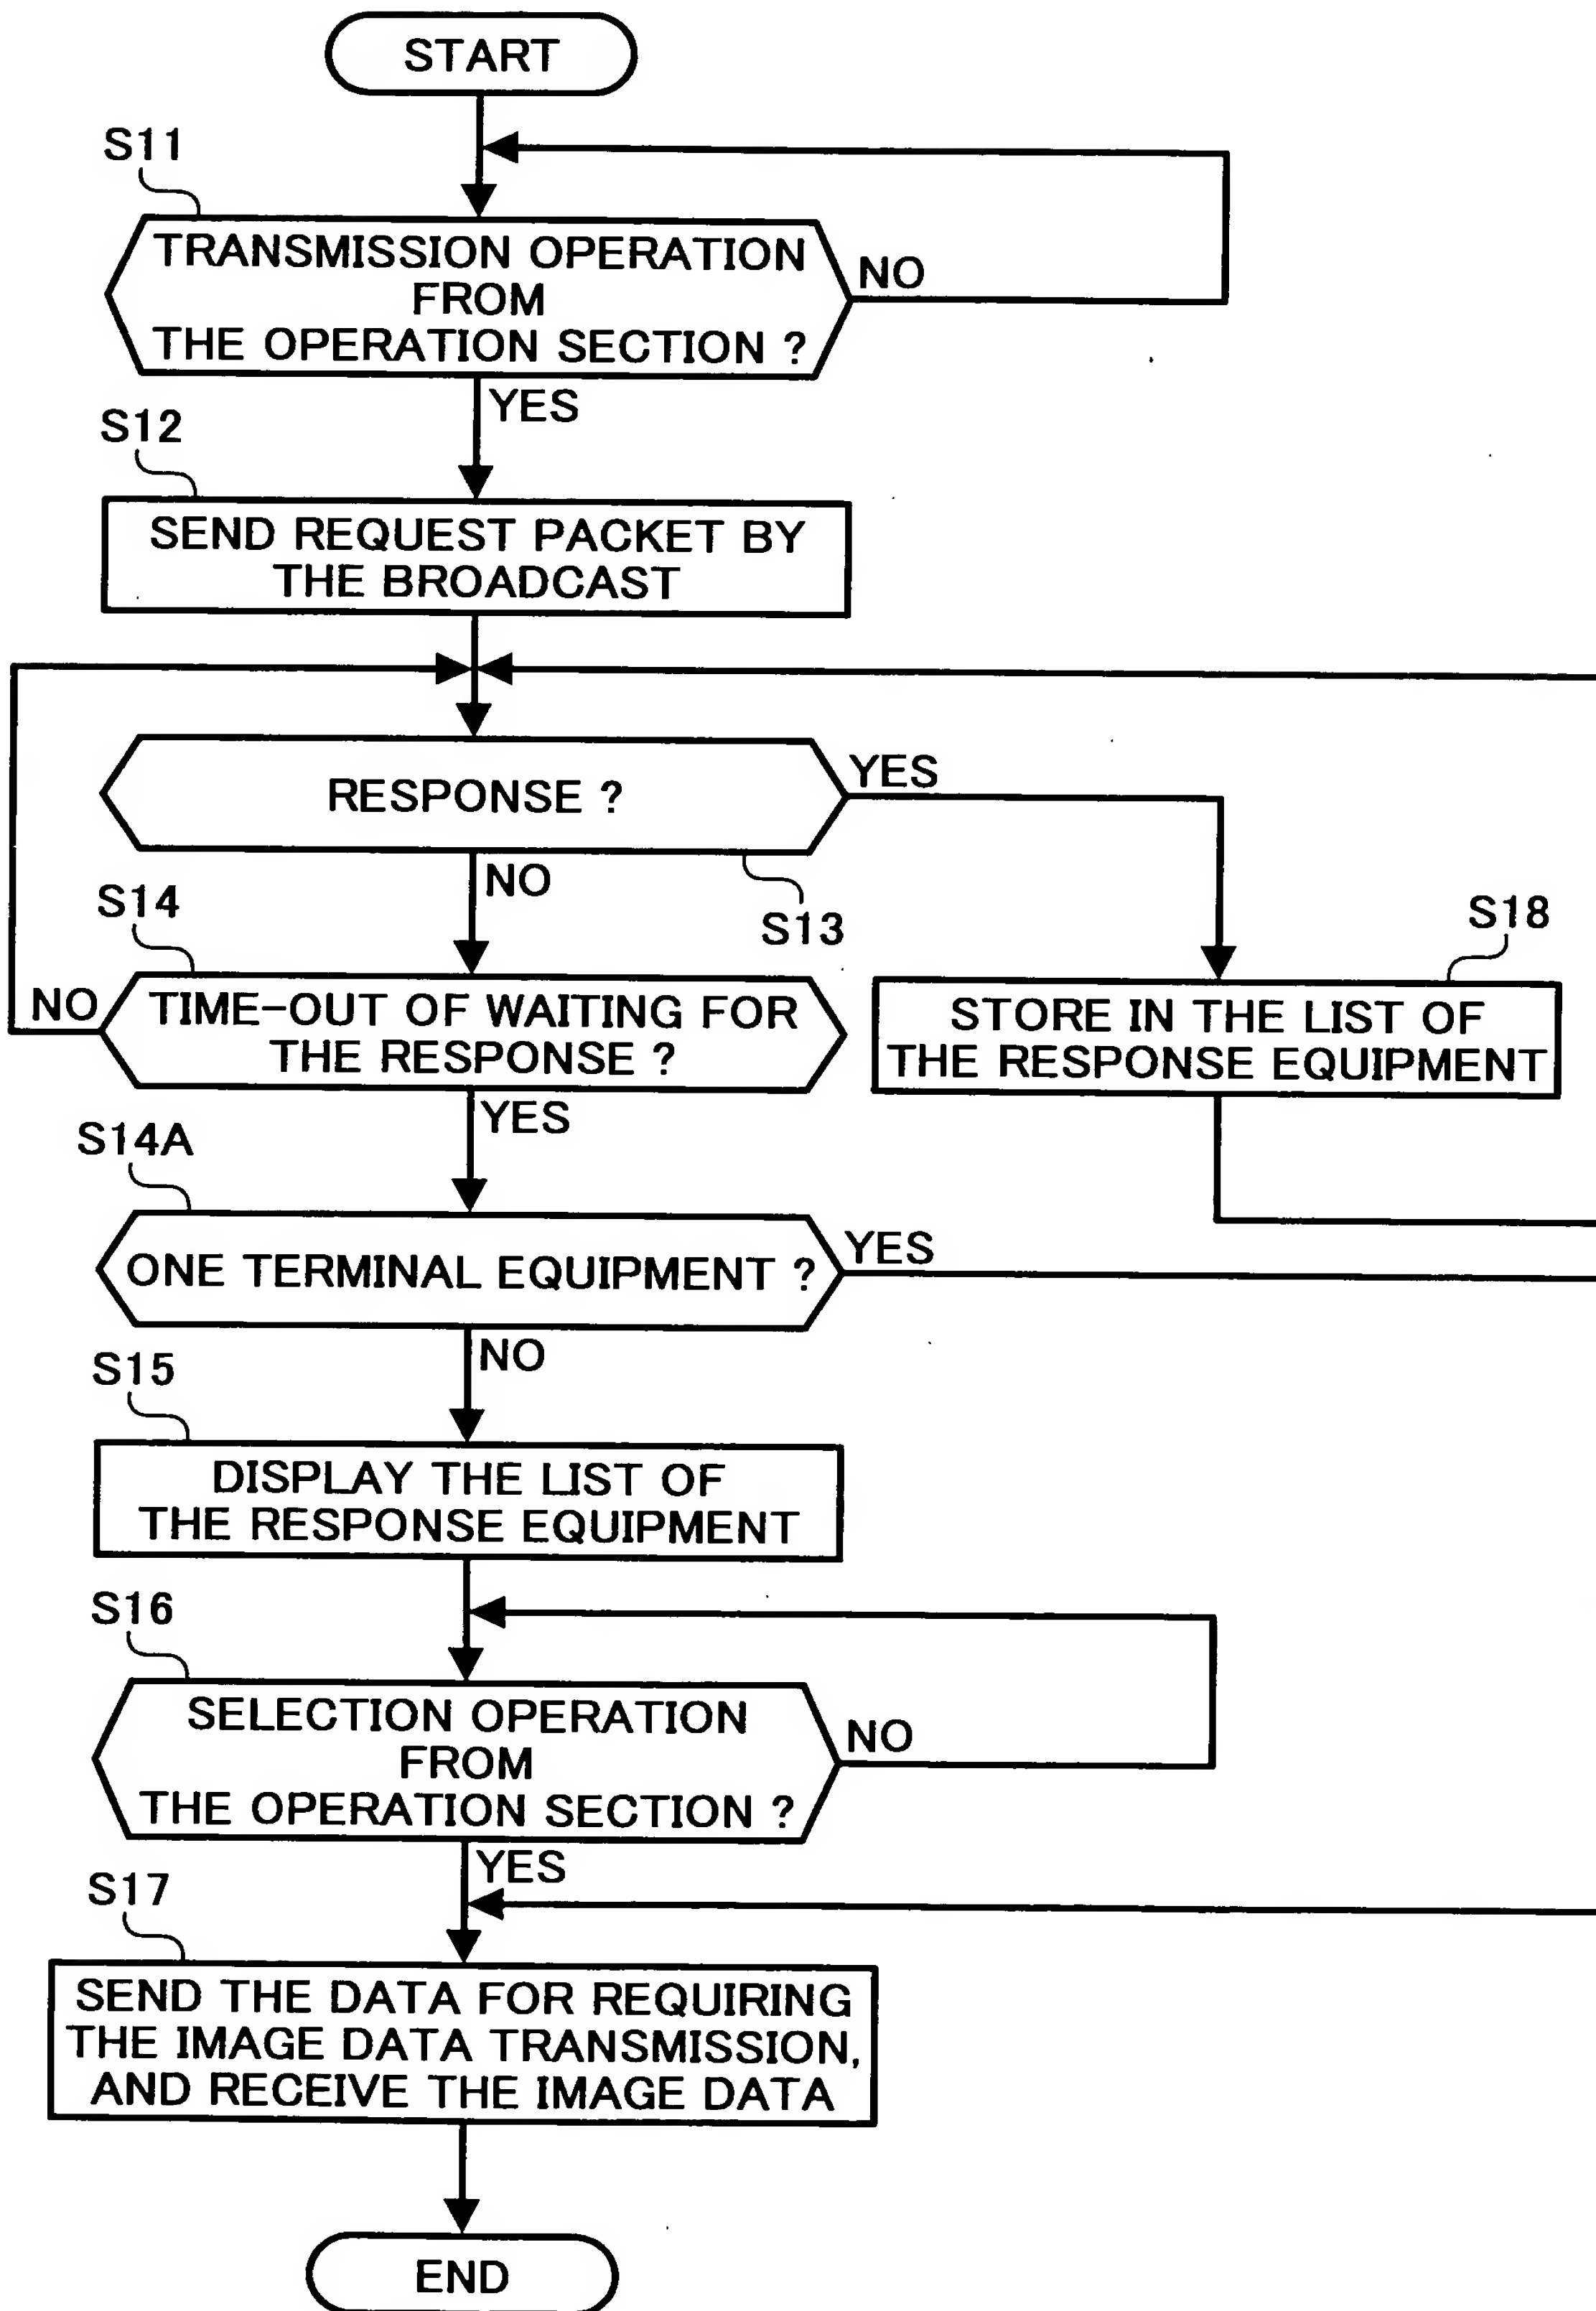 START
S11
TRANSMISSION OPERATION
FROM
THE OPERATION SECTION ?
NO
YES
S12
SEND REQUEST PACKET BY
THE BROADCAST
RESPONSE ?
YES
NO
S13
S14
NO
TIME-OUT OF WAITING FOR
THE RESPONSE ?
S18
STORE IN THE LIST OF
THE RESPONSE EQUIPMENT
YES
S14A
ONE TERMINAL EQUIPMENT ?
YES
NO
S15
DISPLAY THE LIST OF
THE RESPONSE EQUIPMENT
S16
SELECTION OPERATION
FROM
THE OPERATION SECTION ?
NO
YES
S17
SEND THE DATA FOR REQUIRING
THE IMAGE DATA TRANSMISSION,
AND RECEIVE THE IMAGE DATA
END